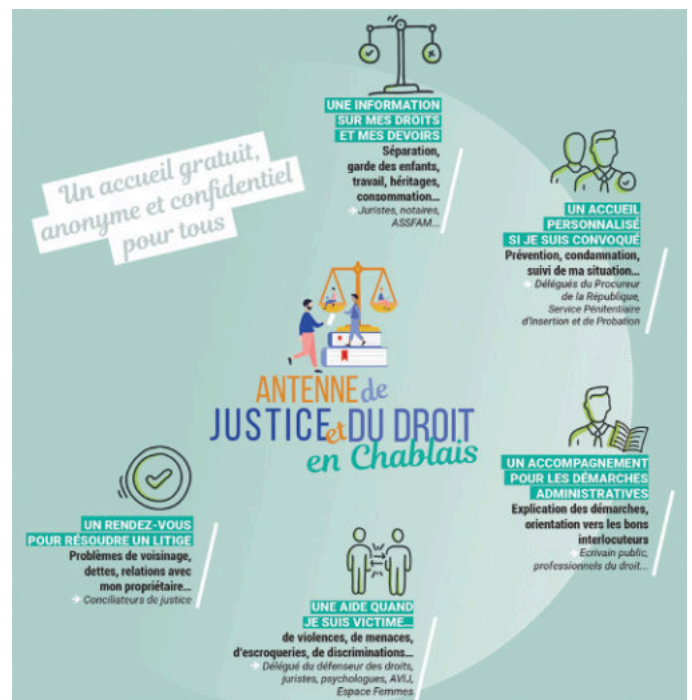 UNE INFORMATION
SUR MES DROITS
ET MES DEVOIRS
Séparation,
garde des enfants,
travail, héritages,
consommation...
→ Juristes, notaires,
ASSFAM...
Un accueil gratuit,
anonyme et confidentiel
pour tous
UN ACCUEIL
PERSONNALISÉ
SI JE SUIS CONVOQUÉ
Prévention, condamnation,
suivi de ma situation...
→ Délégués du Procureur
de la République,
Service Pénitentiaire
d'Insertion et de Probation
ANTENNE de
JUSTICE et DU DROIT
en Chablais
UN ACCOMPAGNEMENT
POUR LES DÉMARCHES
ADMINISTRATIVES
Explication des démarches,
orientation vers les bons
interlocuteurs
→ Ecrivain public,
professionnels du droit...
UN RENDEZ-VOUS
POUR RÉSOUDRE UN LITIGE
Problèmes de voisinage,
dettes, relations avec
mon propriétaire...
→ Conciliateurs de justice
UNE AIDE QUAND
JE SUIS VICTIME...
de violences, de menaces,
d'escroqueries, de discriminations...
→ Délégué du défenseur des droits,
juristes, psychologues, AVIJ,
Espace Femmes